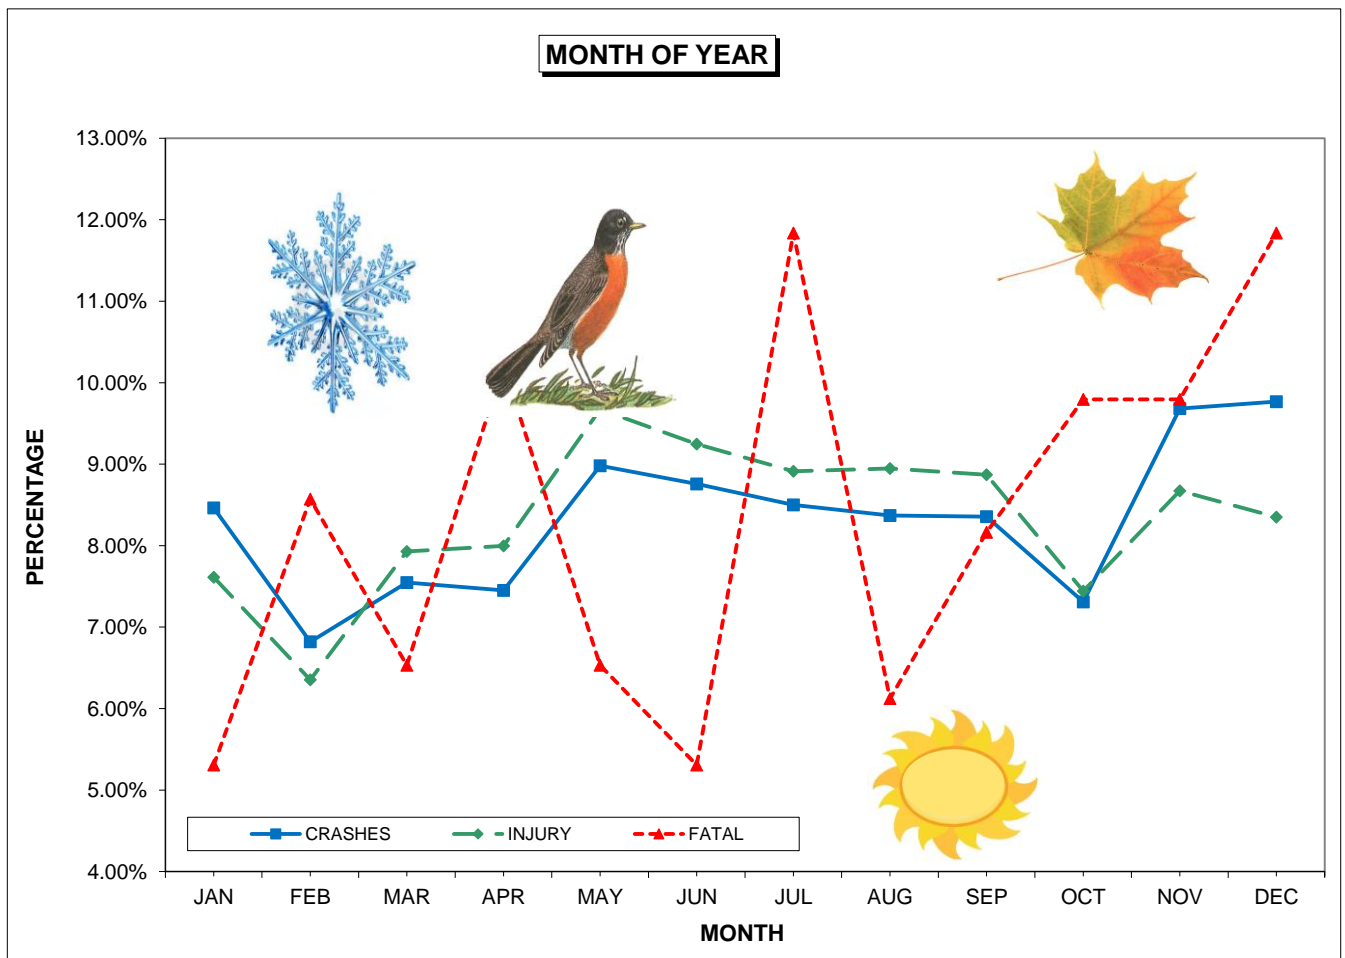 MONTH OF YEAR
13.00%
12.00%
11.00%
10.00%
9.00%
8.00%
7.00%
6.00%
5.00%
4.00%
PERCENTAGE
CRASHES INJURY FATAL
JAN FEB MAR APR MAY JUN JUL AUG SEP OCT NOV DEC
MONTH